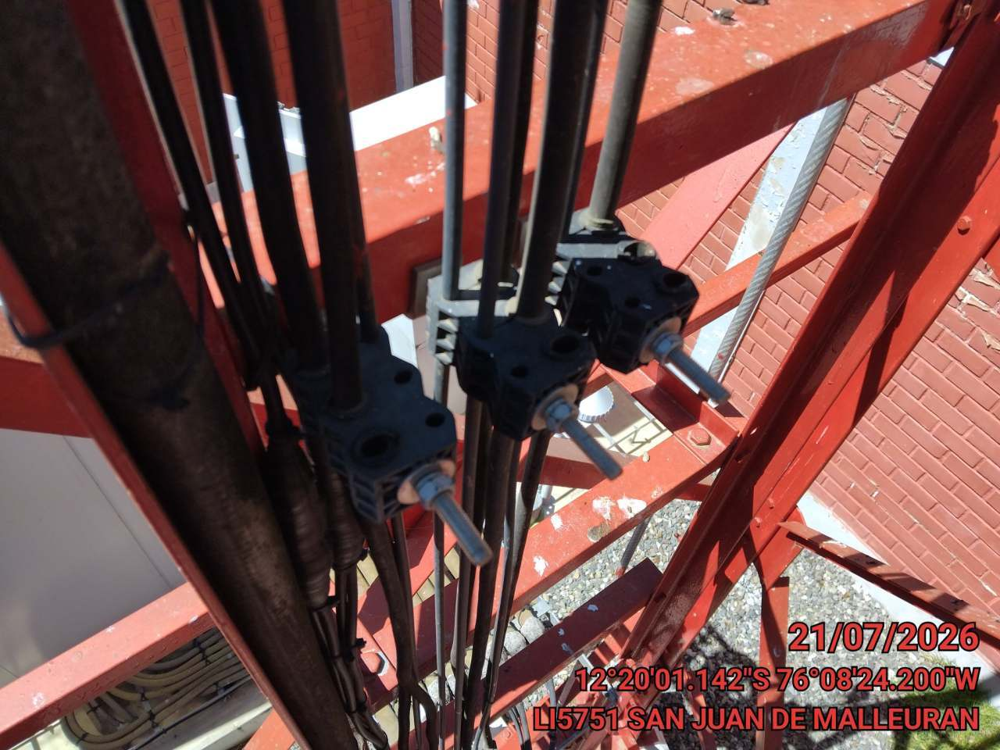 21/07/2026
12°20'01.142"S 76°08'24.200"W
LI5751 SAN JUAN DE MALLEURAN